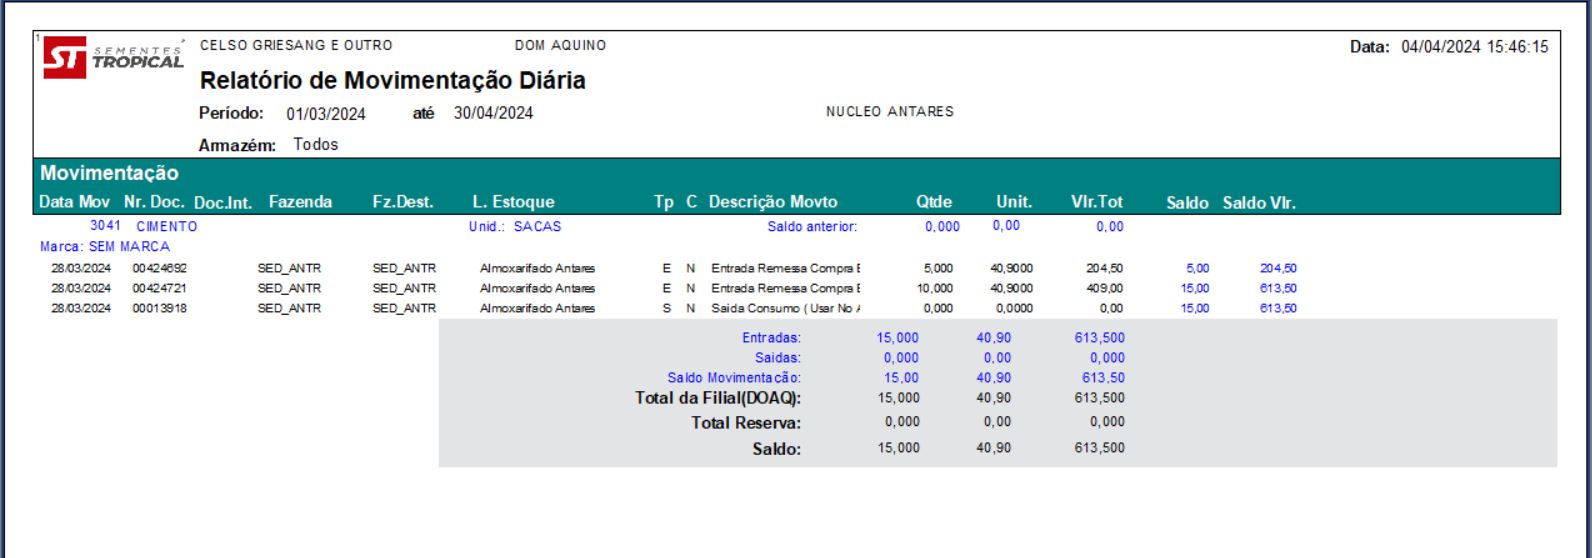 1
ST SEMENTES TROPICAL CELSO GRIESANG E OUTRO DOM AQUINO Data: 04/04/2024 15:46:15
Relatório de Movimentação Diária
Período: 01/03/2024 até 30/04/2024 NUCLEO ANTARES
Armazém: Todos
Movimentação
Data Mov Nr. Doc. Doc.Int. Fazenda Fz.Dest. L. Estoque Tp C Descrição Movto Qtde Unit. Vlr.Tot Saldo Saldo Vlr.
3041 CIMENTO Unid.: SACAS Saldo anterior: 0,000 0,00 0,00
Marca: SEM MARCA
28/03/2024 00424692 SED_ANTR SED_ANTR Almoxarifado Antares E N Entrada Remessa Compra E 5,000 40,9000 204,50 5,00 204,50
28/03/2024 00424721 SED_ANTR SED_ANTR Almoxarifado Antares E N Entrada Remessa Compra E 10,000 40,9000 409,00 15,00 613,50
28/03/2024 00013918 SED_ANTR SED_ANTR Almoxarifado Antares S N Saida Consumo ( Usar No A 0,000 0,0000 0,00 15,00 613,50
Entradas: 15,000 40,90 613,500
Saidas: 0,000 0,00 0,000
Saldo Movimentação: 15,00 40,90 613,50
Total da Filial(DOAQ): 15,000 40,90 613,500
Total Reserva: 0,000 0,00 0,000
Saldo: 15,000 40,90 613,500